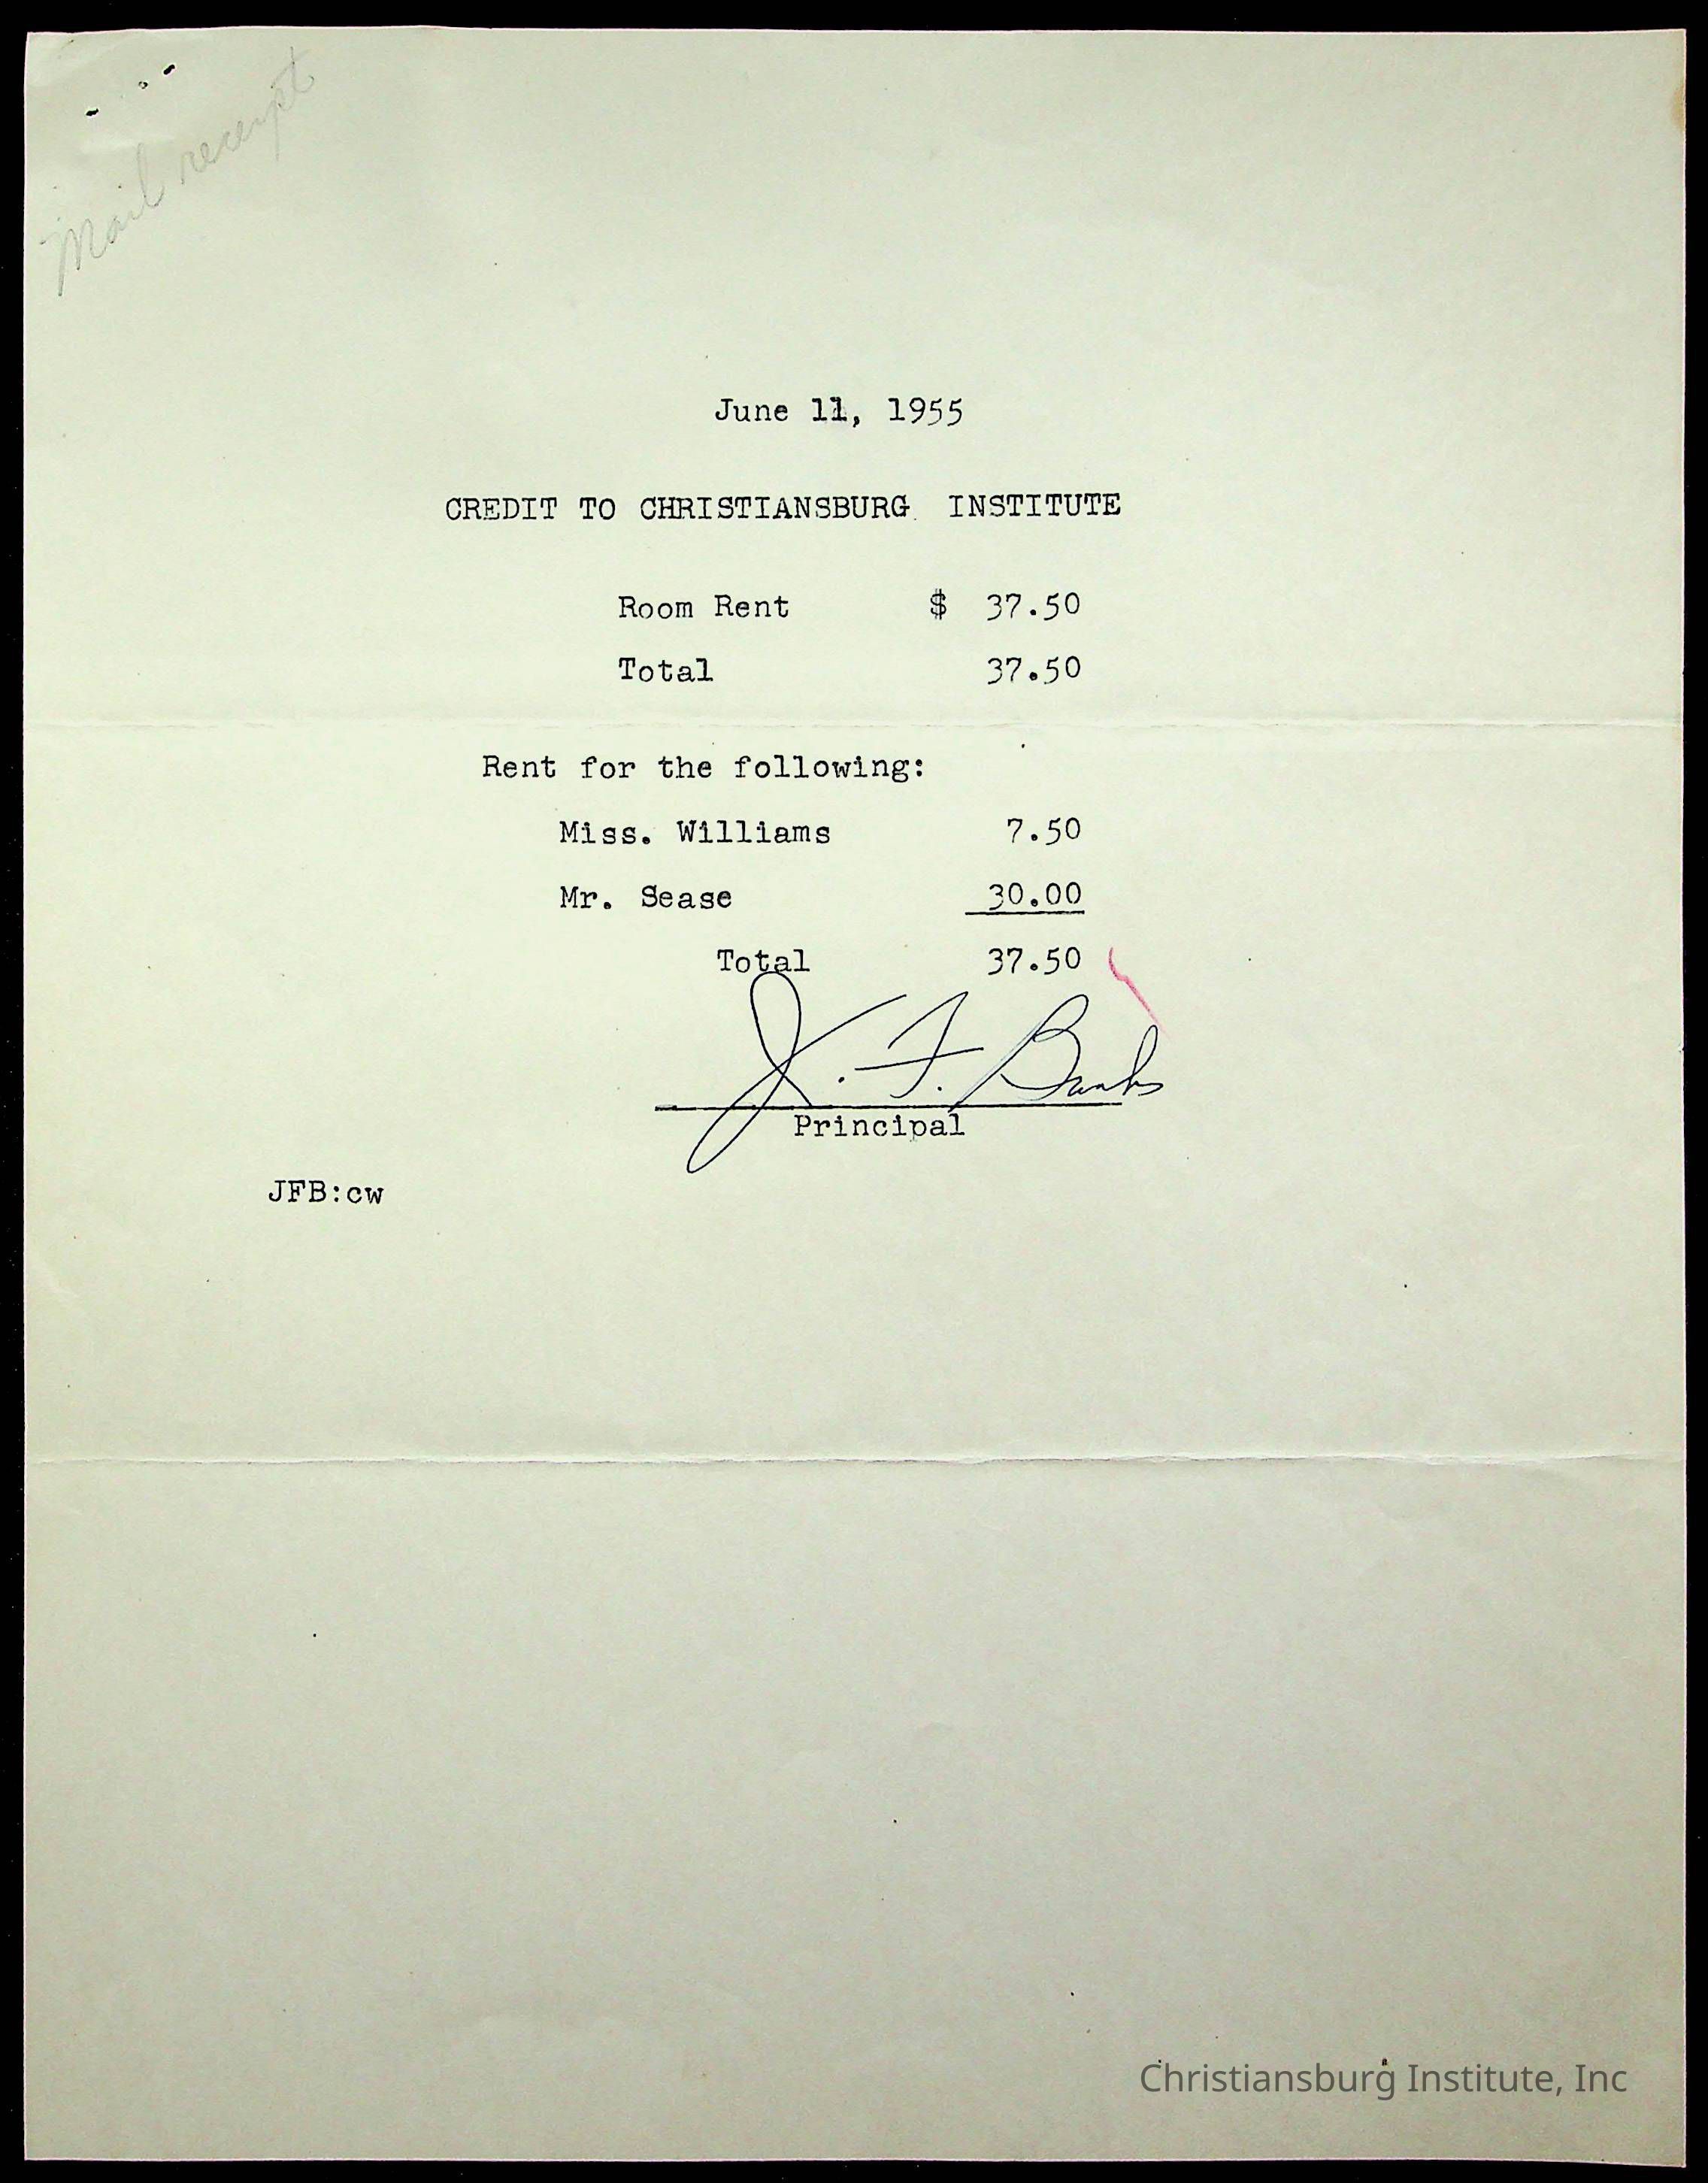 Mail receipt
June 11, 1955
CREDIT TO CHRISTIANSBURG INSTITUTE
Room Rent $ 37.50
Total 37.50
Rent for the following:
Miss. Williams 7.50
Mr. Sease 30.00
Total 37.50
J. F. Banks
Principal
JFB:cw
Christiansburg Institute, Inc